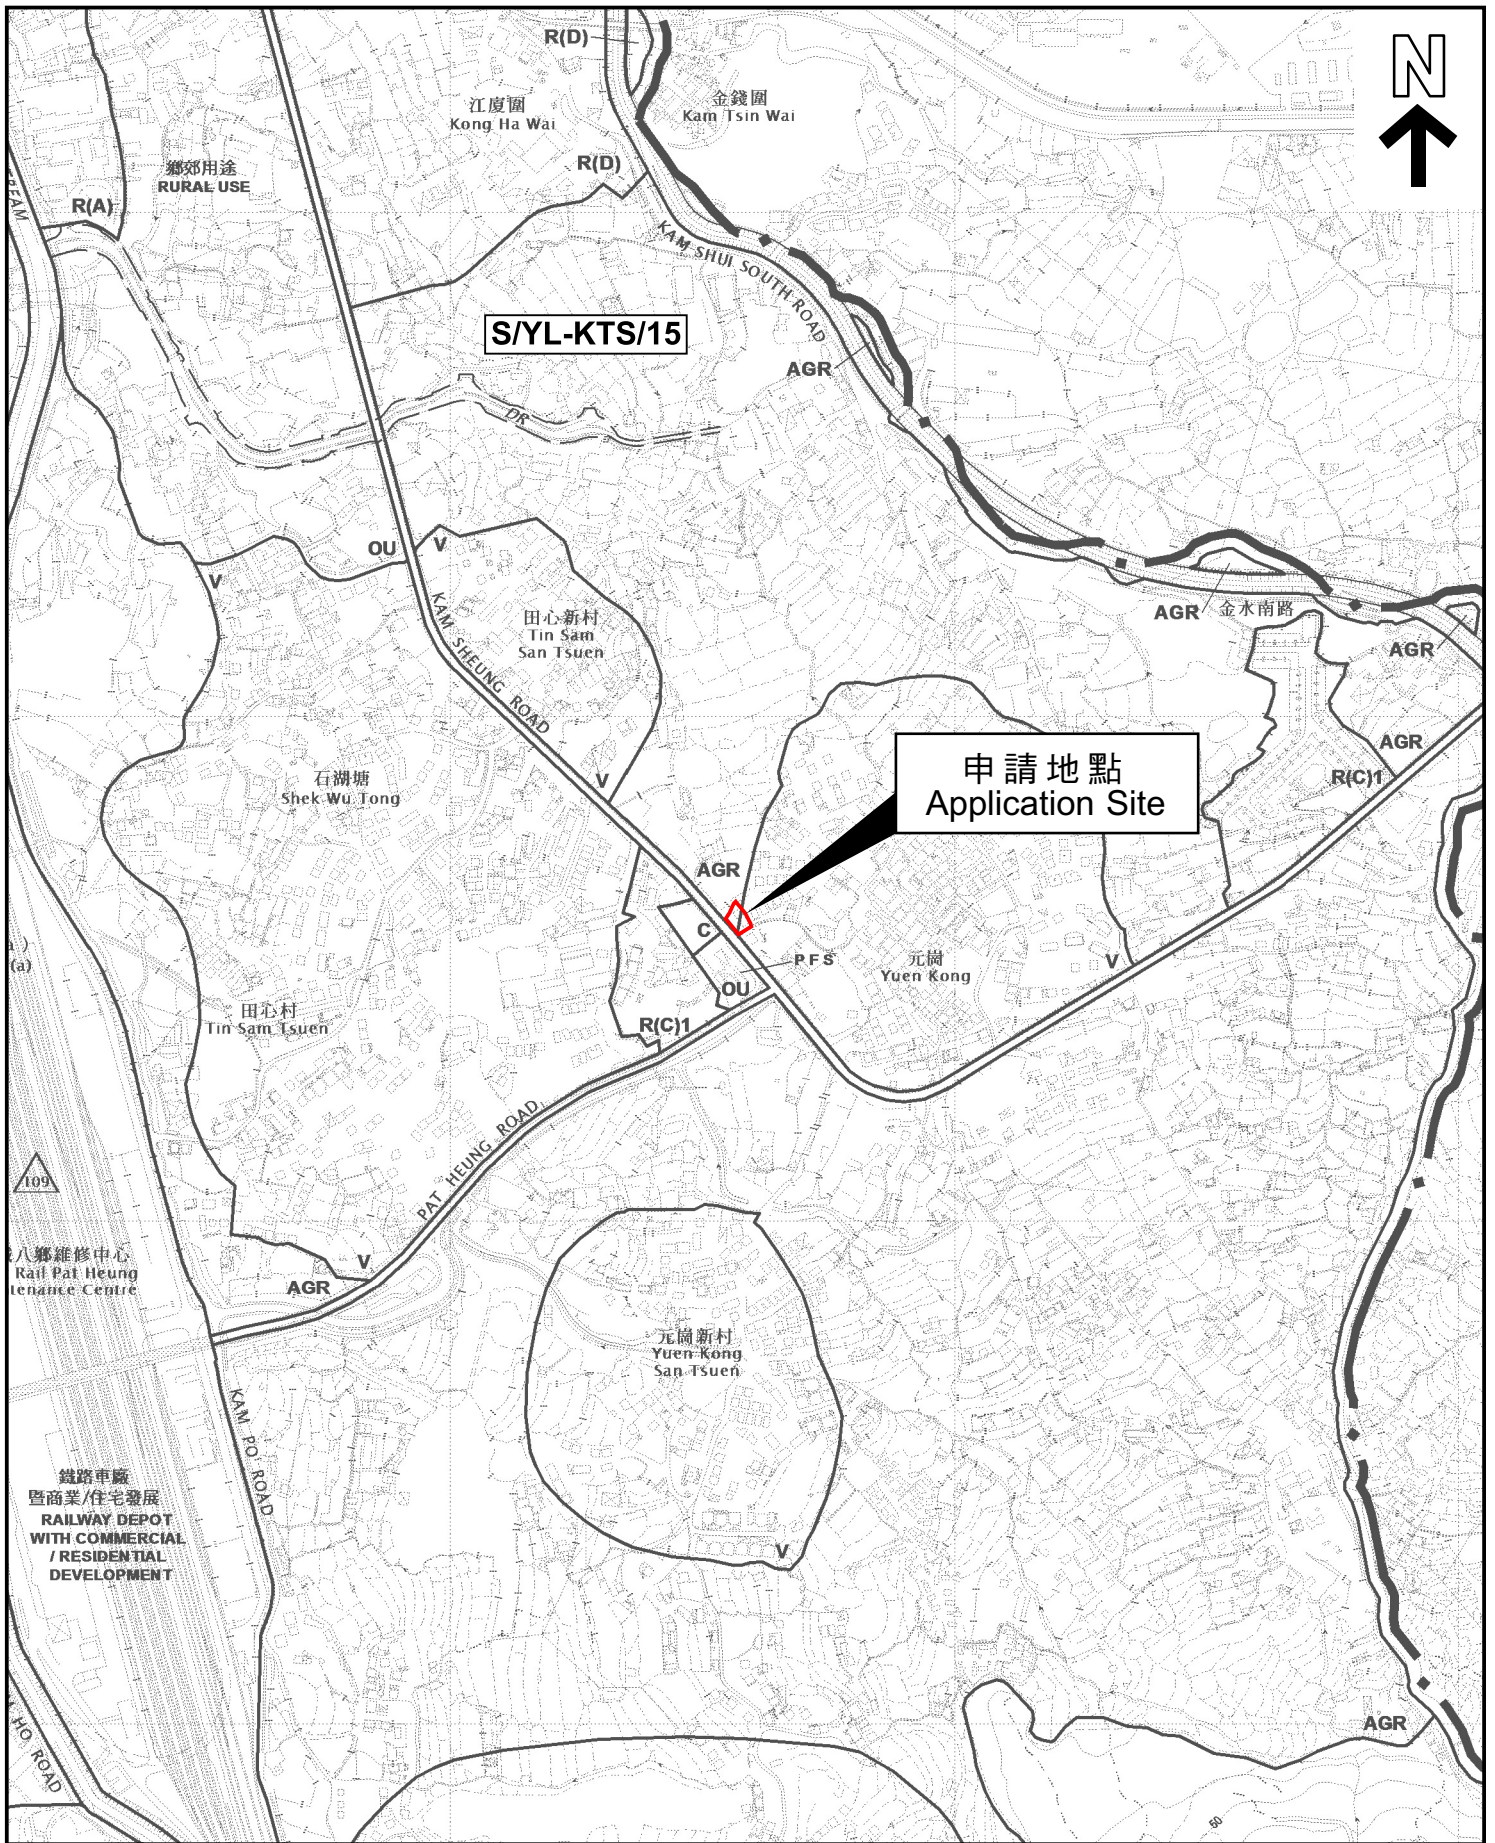 R(D)
N
江廈圍
Kong Ha Wai
金錢圍
Kam Tsin Wai
R(D)
鄉郊用途
RURAL USE
R(A)
KAM SHUI SOUTH ROAD
S/YL-KTS/15
AGR
DR
OU
V
V
KAM SHEUNG ROAD
田心新村
Tin Sam
San Tsuen
AGR
金水南路
AGR
AGR
R(C)1
申請地點
Application Site
石湖塘
Shek Wu Tong
V
AGR
C
PFS
元崗
Yuen Kong
V
OU
(a)
田心村
Tin Sam Tsuen
R(C)1
PAT HEUNG ROAD
109
八鄉維修中心
Rail Pat Heung
tenance Centre
V
AGR
元崗新村
Yuen Kong
San Tsuen
KAM PO ROAD
鐵路車廠
暨商業/住宅發展
RAILWAY DEPOT
WITH COMMERCIAL
/ RESIDENTIAL
DEVELOPMENT
V
HO ROAD
AGR
60